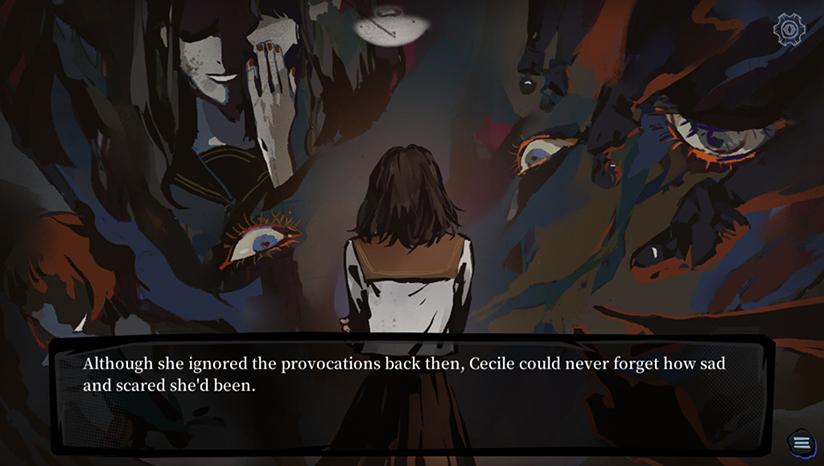 Although she ignored the provocations back then, Cecile could never forget how sad
and scared she'd been.